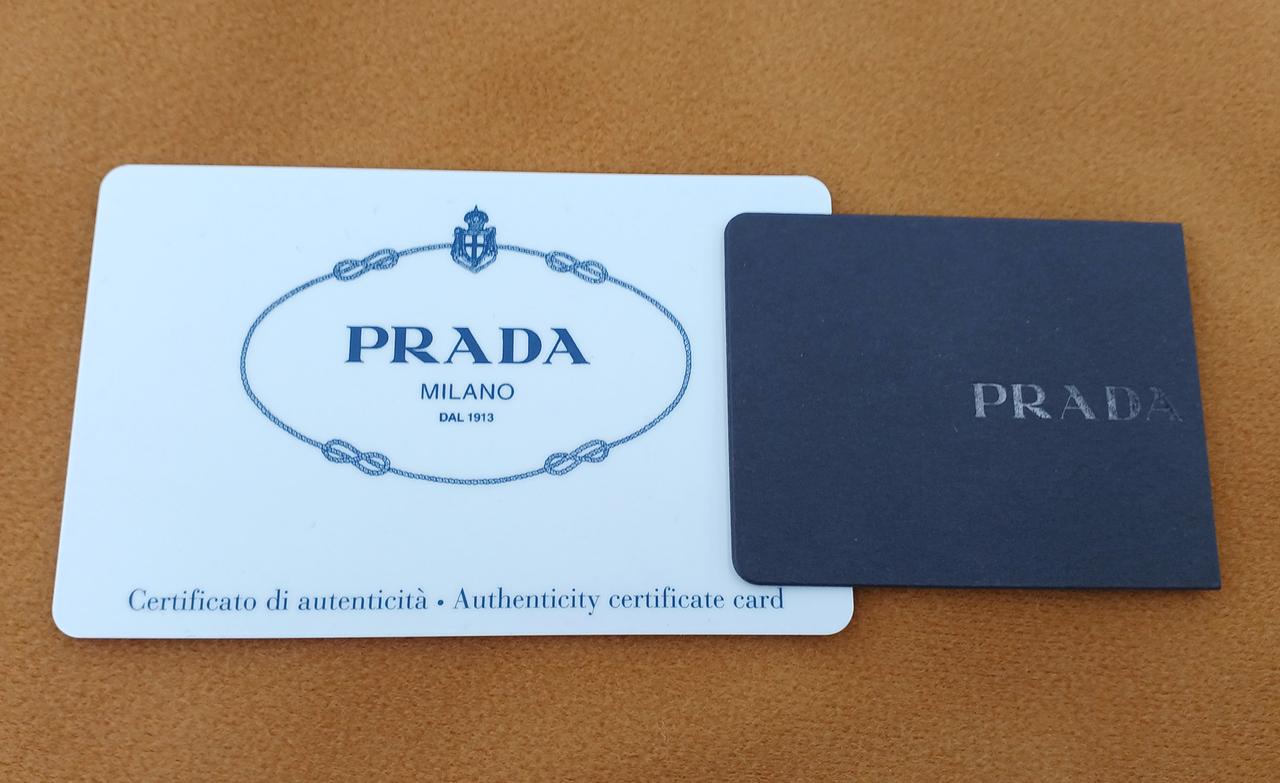 PRADA
MILANO
DAL 1913
Certificato di autenticità • Authenticity certificate card
PRADA